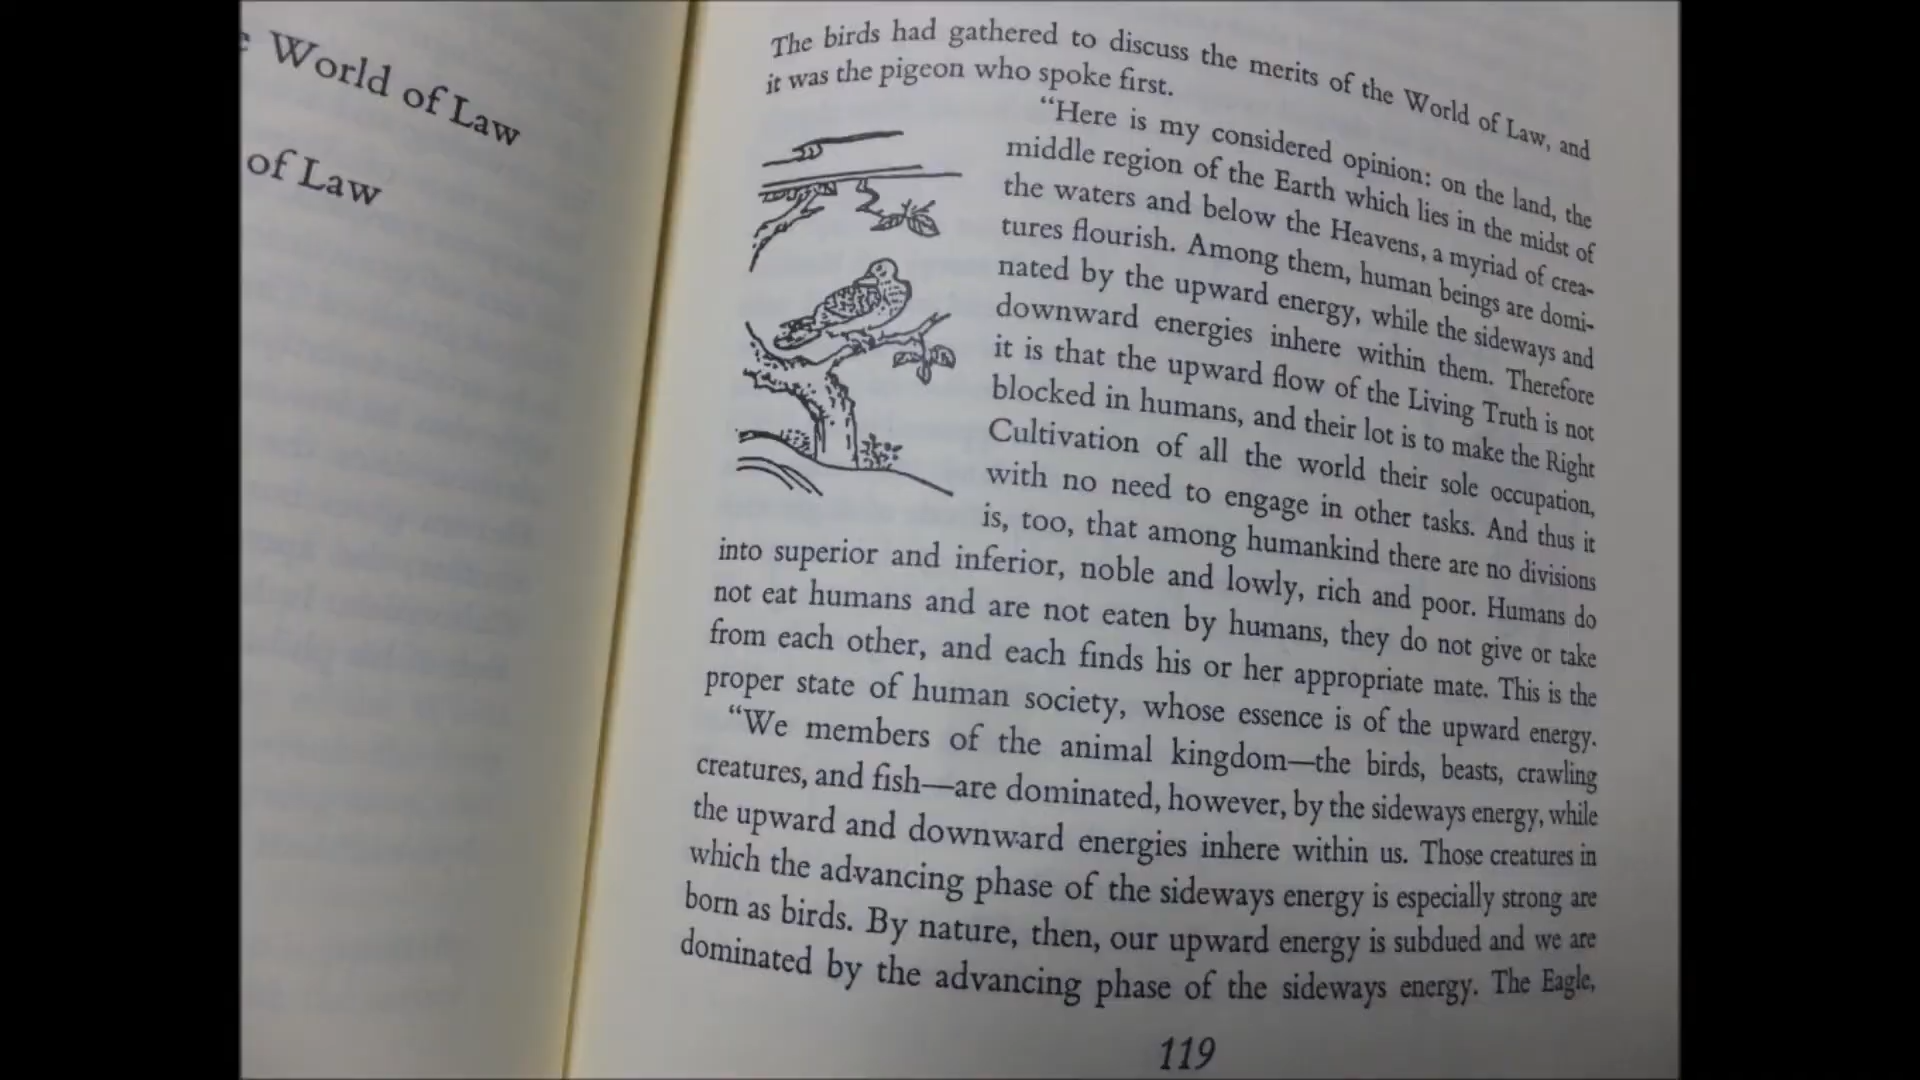 World of Law
of Law
The birds had gathered to discuss the merits of the World of Law, and
it was the pigeon who spoke first.
“Here is my considered opinion: on the land, the
middle region of the Earth which lies in the midst of
the waters and below the Heavens, a myriad of crea-
tures flourish. Among them, human beings are domi-
nated by the upward energy, while the sideways and
downward energies inhere within them. Therefore
it is that the upward flow of the Living Truth is not
blocked in humans, and their lot is to make the Right
Cultivation of all the world their sole occupation,
with no need to engage in other tasks. And thus it
is, too, that among humankind there are no divisions
into superior and inferior, noble and lowly, rich and poor. Humans do
not eat humans and are not eaten by humans, they do not give or take
from each other, and each finds his or her appropriate mate. This is the
proper state of human society, whose essence is of the upward energy.
“We members of the animal kingdom—the birds, beasts, crawling
creatures, and fish—are dominated, however, by the sideways energy, while
the upward and downward energies inhere within us. Those creatures in
which the advancing phase of the sideways energy is especially strong are
born as birds. By nature, then, our upward energy is subdued and we are
dominated by the advancing phase of the sideways energy. The Eagle,
119